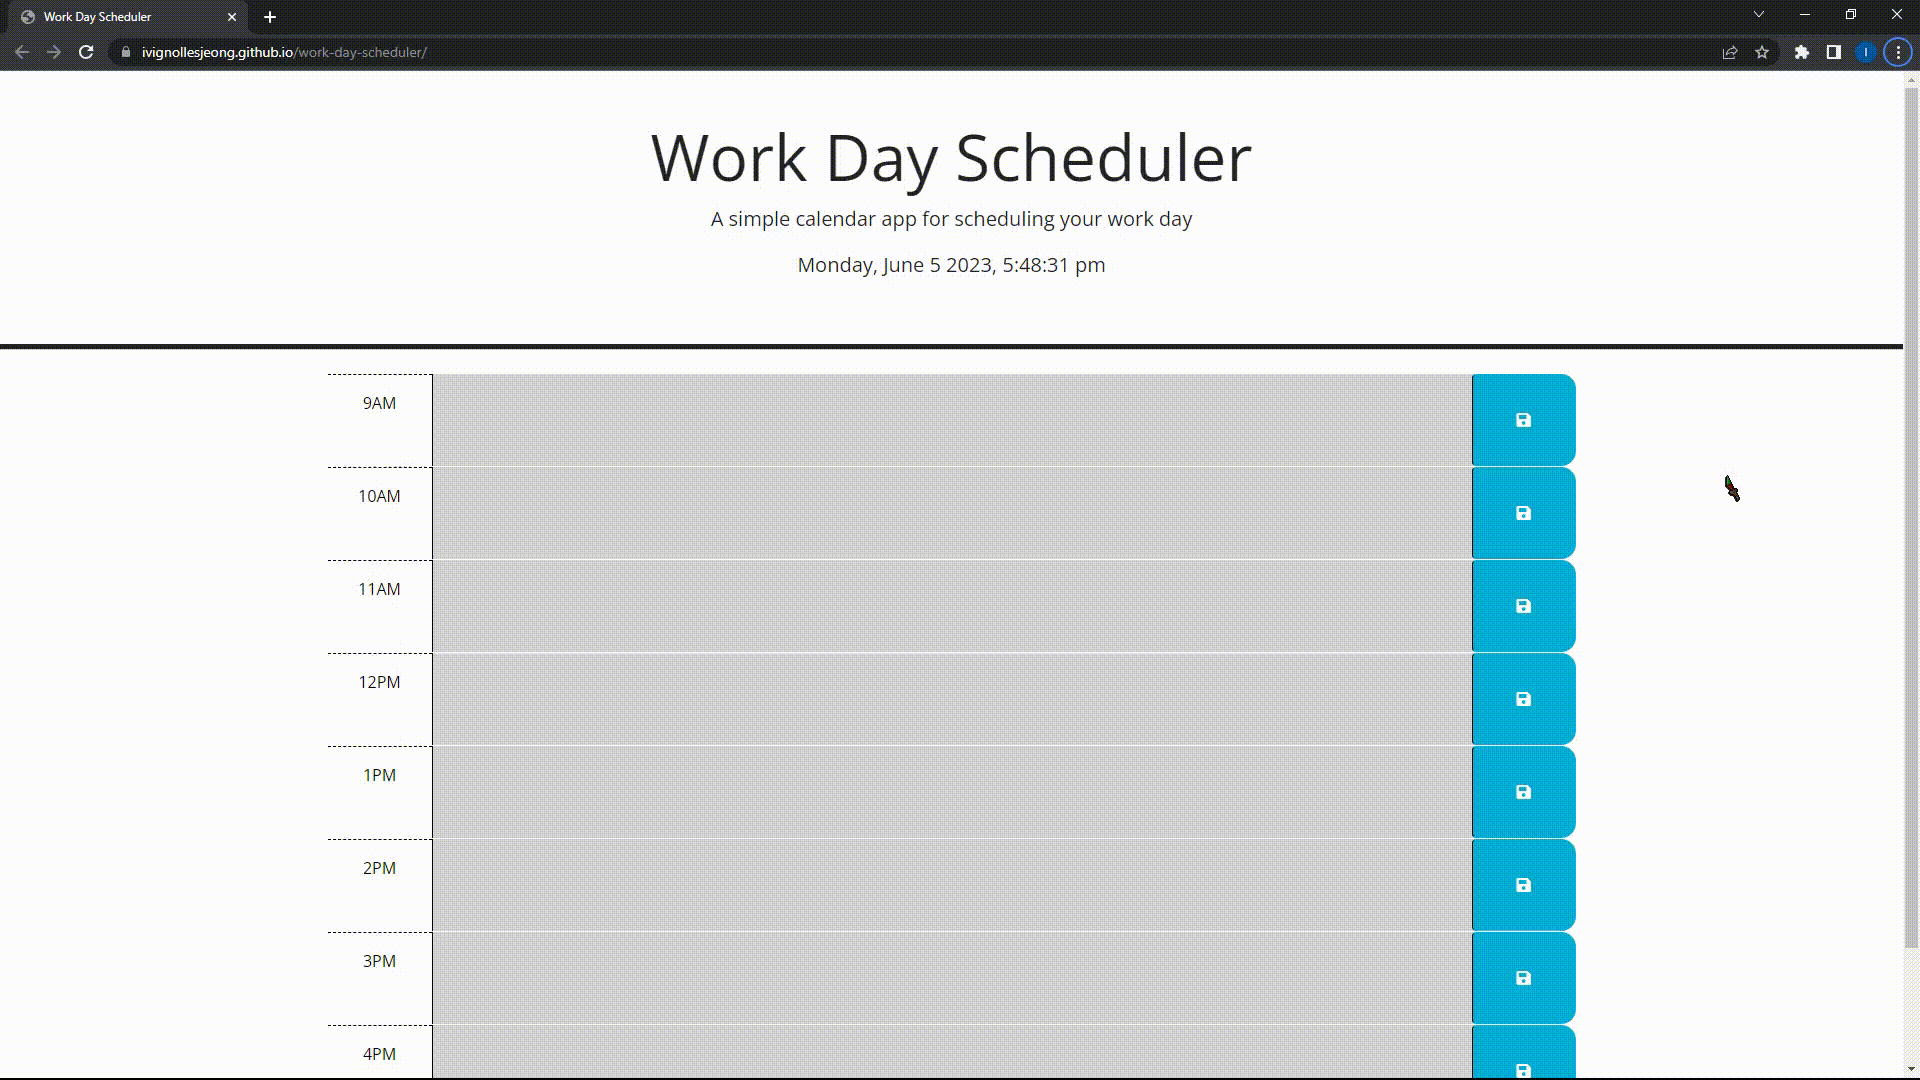 Work Day Scheduler
ivignollesjeong.github.io/work-day-scheduler/
I
Work Day Scheduler
A simple calendar app for scheduling your work day
Monday, June 5 2023, 5:48:31 pm
9AM
10AM
11AM
12PM
1PM
2PM
3PM
4PM